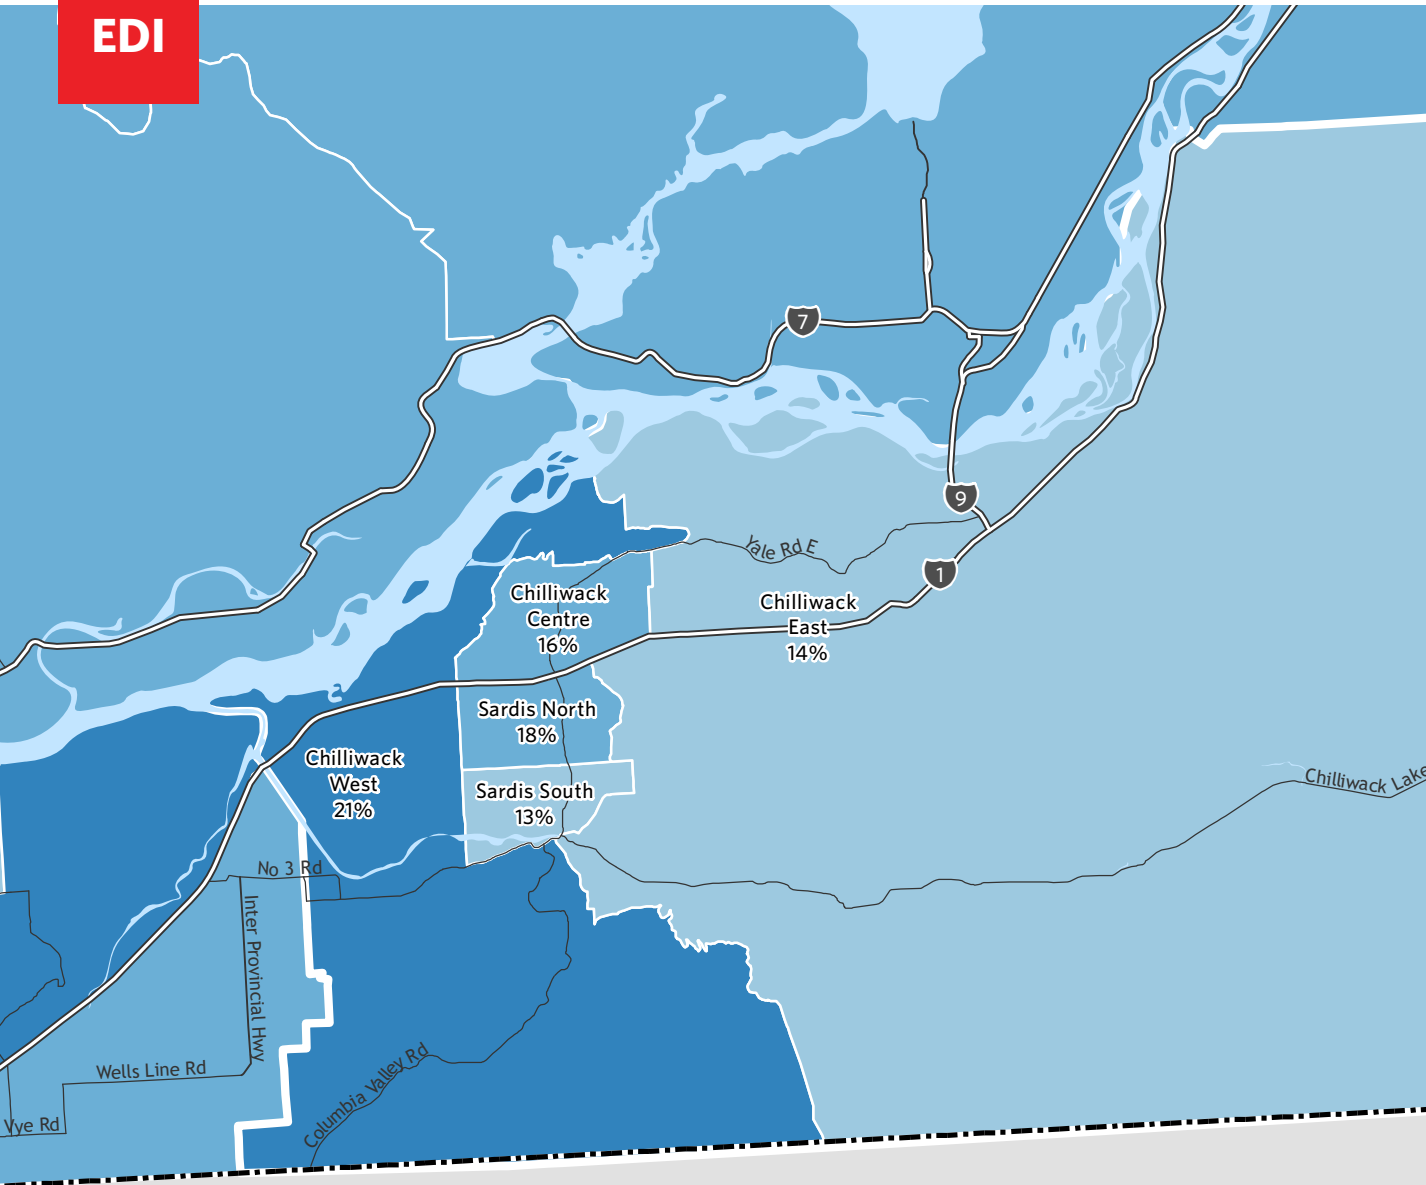 EDI
7
9
Yale Rd E
1
Chilliwack
Centre
16%
Chilliwack
East
14%
Sardis North
18%
Chilliwack
West
21%
Sardis South
13%
Chilliwack Lake
No 3 Rd
Inter Provincial Hwy
Wells Line Rd
Columbia Valley Rd
Vye Rd